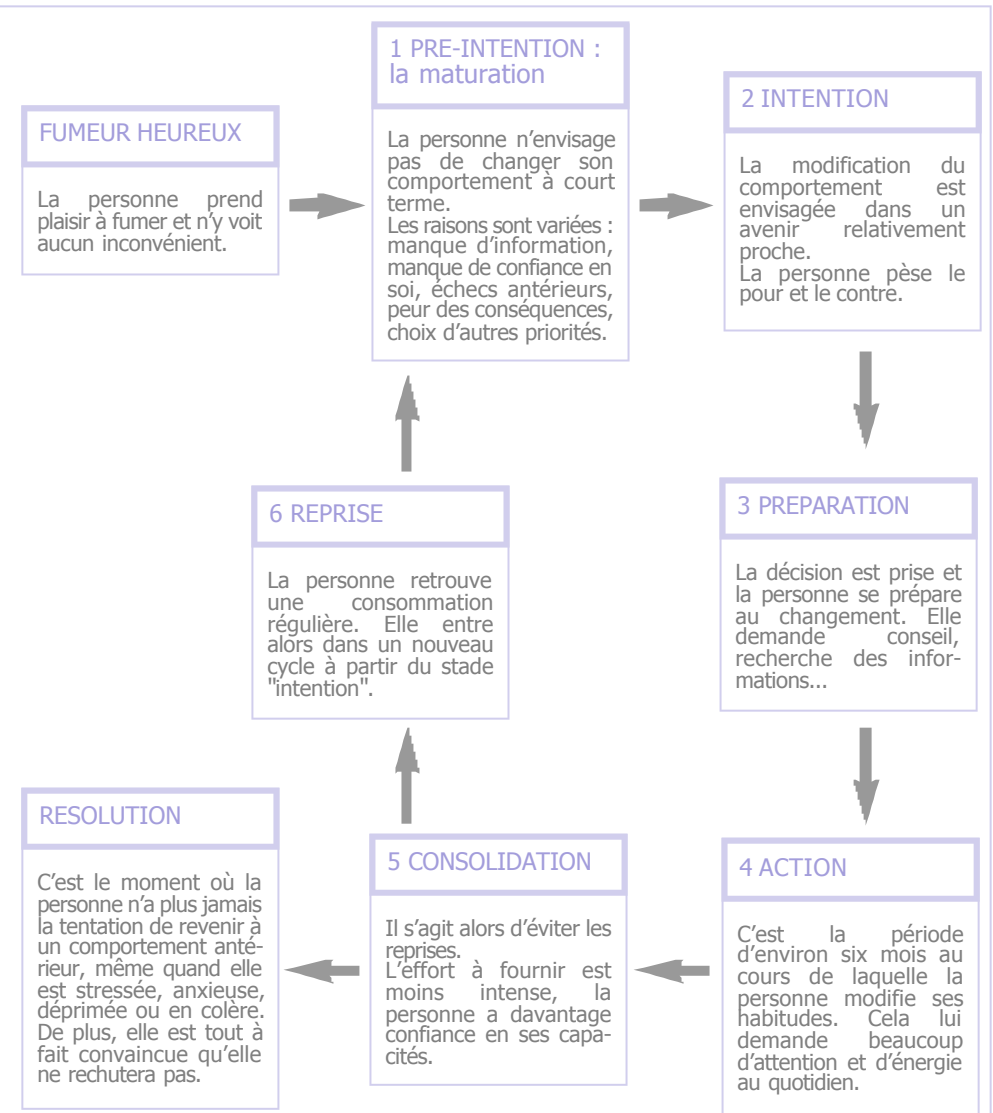 FUMEUR HEUREUX
La personne prend
plaisir à fumer et n’y voit
aucun inconvénient.
1 PRE-INTENTION :
la maturation
La personne n’envisage
pas de changer son
comportement à court
terme.
Les raisons sont variées :
manque d’information,
manque de confiance en
soi, échecs antérieurs,
peur des conséquences,
choix d’autres priorités.
2 INTENTION
La modification du
comportement est
envisagée dans un
avenir relativement
proche.
La personne pèse le
pour et le contre.
3 PREPARATION
La décision est prise et
la personne se prépare
au changement. Elle
demande conseil,
recherche des infor-
mations...
4 ACTION
C’est la période
d’environ six mois au
cours de laquelle la
personne modifie ses
habitudes. Cela lui
demande beaucoup
d’attention et d’énergie
au quotidien.
5 CONSOLIDATION
Il s’agit alors d’éviter les
reprises.
L’effort à fournir est
moins intense, la
personne a davantage
confiance en ses capa-
cités.
6 REPRISE
La personne retrouve
une consommation
régulière. Elle entre
alors dans un nouveau
cycle à partir du stade
"intention".
RESOLUTION
C’est le moment où la
personne n’a plus jamais
la tentation de revenir à
un comportement anté-
rieur, même quand elle
est stressée, anxieuse,
déprimée ou en colère.
De plus, elle est tout à
fait convaincue qu’elle
ne rechutera pas.